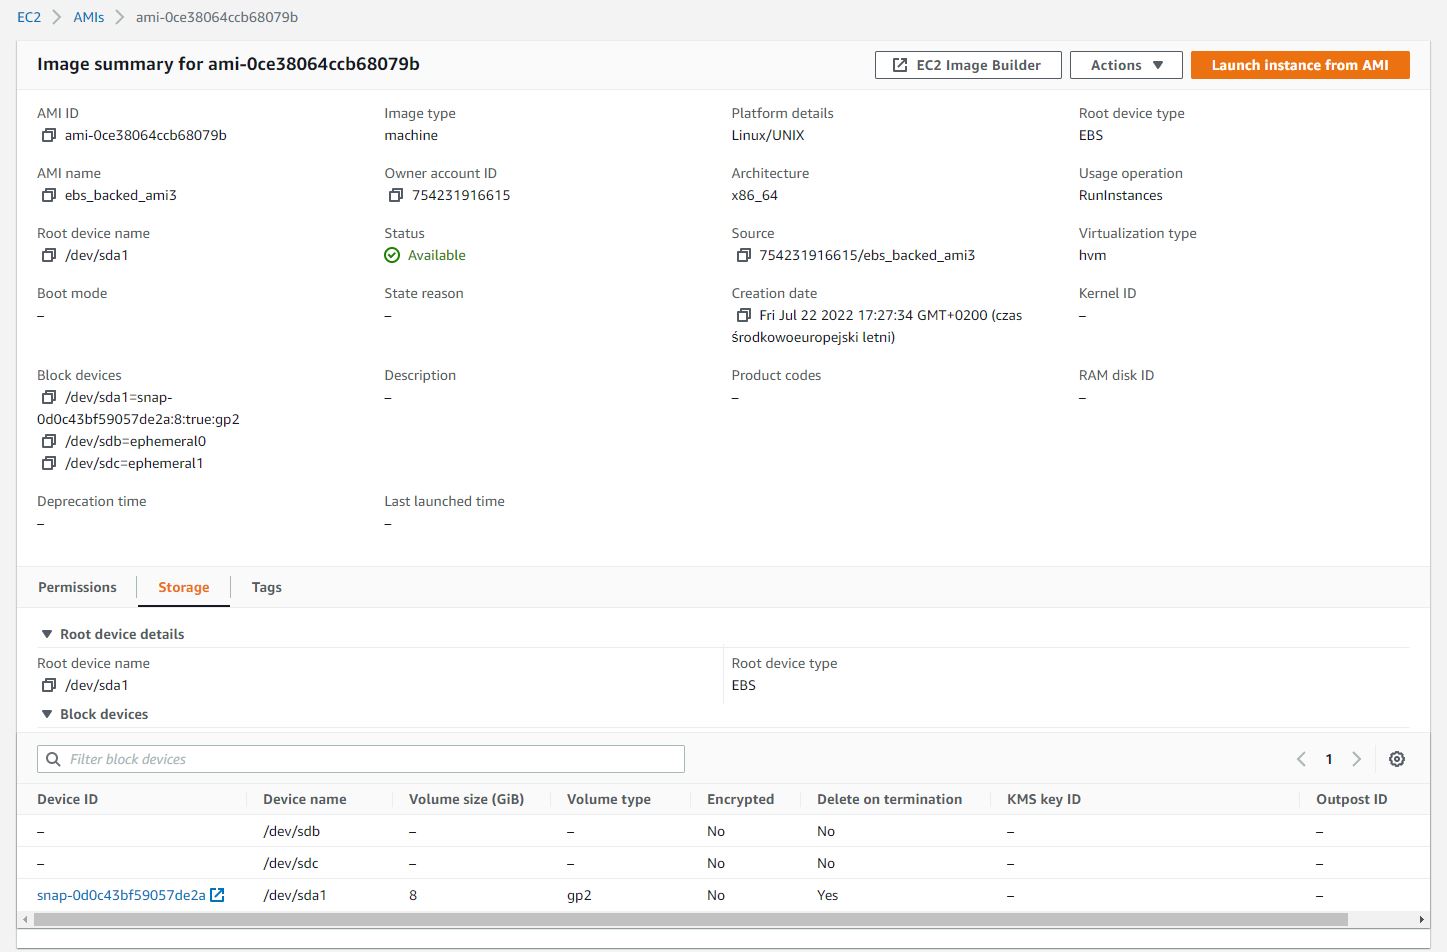 EC2 AMIs ami-0ce38064ccb68079b
Image summary for ami-0ce38064ccb68079b
EC2 Image Builder
Actions
Launch instance from AMI
AMI ID Image type Platform details Root device type
ami-0ce38064ccb68079b machine Linux/UNIX EBS
AMI name Owner account ID Architecture Usage operation
ebs_backed_ami3 754231916615 x86_64 RunInstances
Root device name Status Source Virtualization type
/dev/sda1 Available 754231916615/ebs_backed_ami3 hvm
Boot mode State reason Creation date Kernel ID
– – Fri Jul 22 2022 17:27:34 GMT+0200 (czas –
środkowoeuropejski letni)
Block devices Description Product codes RAM disk ID
/dev/sda1=snap- – – –
0d0c43bf59057de2a:8:true:gp2
/dev/sdb=ephemeral0
/dev/sdc=ephemeral1
Deprecation time Last launched time
– –
Permissions Storage Tags
Root device details
Root device name Root device type
/dev/sda1 EBS
Block devices
Filter block devices 1
Device ID Device name Volume size (GiB) Volume type Encrypted Delete on termination KMS key ID Outpost ID
– /dev/sdb – – No No – –
– /dev/sdc – – No No – –
snap-0d0c43bf59057de2a /dev/sda1 8 gp2 No Yes – –